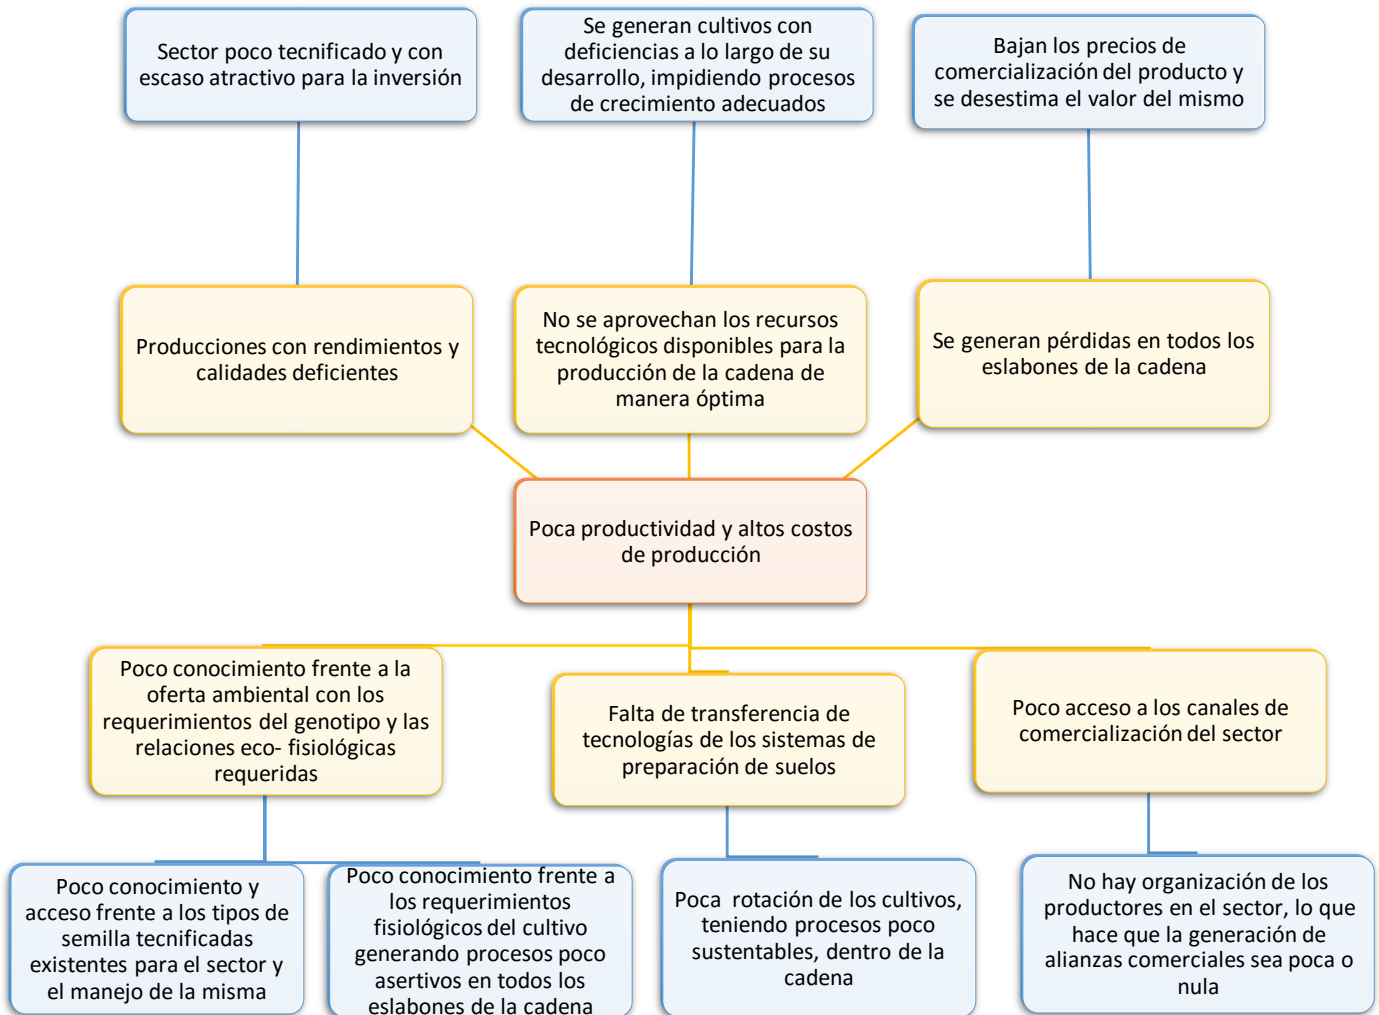 Sector poco tecnificado y con
escaso atractivo para la inversión
Se generan cultivos con
deficiencias a lo largo de su
desarrollo, impidiendo procesos
de crecimiento adecuados
Bajan los precios de
comercialización del producto y
se desestima el valor del mismo
Producciones con rendimientos y
calidades deficientes
No se aprovechan los recursos
tecnológicos disponibles para la
producción de la cadena de
manera óptima
Se generan pérdidas en todos los
eslabones de la cadena
Poca productividad y altos costos
de producción
Poco conocimiento frente a la
oferta ambiental con los
requerimientos del genotipo y las
relaciones eco- fisiológicas
requeridas
Falta de transferencia de
tecnologías de los sistemas de
preparación de suelos
Poco acceso a los canales de
comercialización del sector
Poco conocimiento y
acceso frente a los tipos de
semilla tecnificadas
existentes para el sector y
el manejo de la misma
Poco conocimiento frente a
los requerimientos
fisiológicos del cultivo
generando procesos poco
asertivos en todos los
eslabones de la cadena
Poca  rotación de los cultivos,
teniendo procesos poco
sustentables, dentro de la
cadena
No hay organización de los
productores en el sector, lo que
hace que la generación de
alianzas comerciales sea poca o
nula